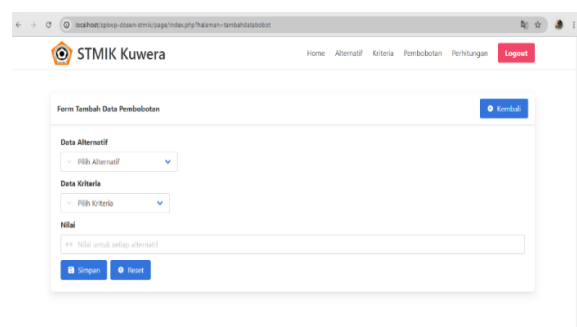 localhost/splovp-dosen-stmik/page/index.php?halaman=tambahdatabobot
STMIK Kuwera
Home Alternatif Kriteria Pembobotan Perhitungan Logout
Form Tambah Data Pembobotan
Kembali
Data Alternatif
Pilih Alternatif
Data Kriteria
Pilih Kriteria
Nilai
Nilai untuk setiap alternatif
Simpan Reset